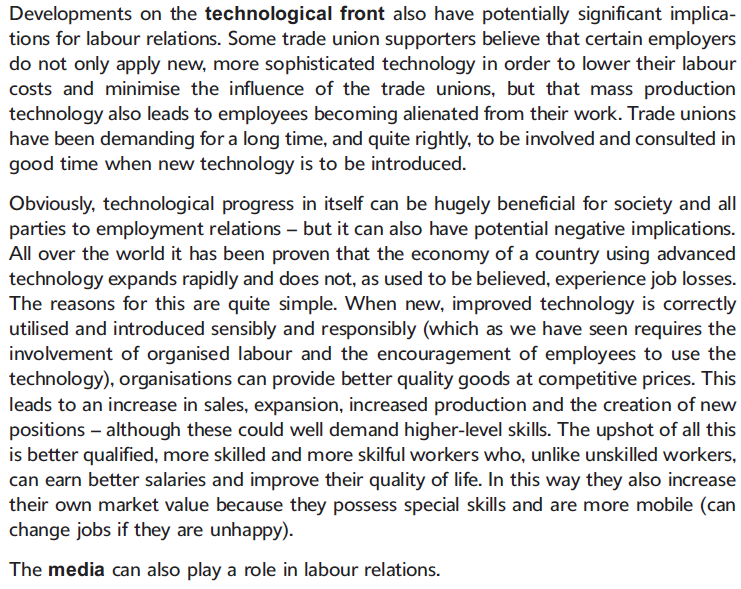 Developments on the technological front also have potentially significant implica-
tions for labour relations. Some trade union supporters believe that certain employers
do not only apply new, more sophisticated technology in order to lower their labour
costs and minimise the influence of the trade unions, but that mass production
technology also leads to employees becoming alienated from their work. Trade unions
have been demanding for a long time, and quite rightly, to be involved and consulted in
good time when new technology is to be introduced.
Obviously, technological progress in itself can be hugely beneficial for society and all
parties to employment relations – but it can also have potential negative implications.
All over the world it has been proven that the economy of a country using advanced
technology expands rapidly and does not, as used to be believed, experience job losses.
The reasons for this are quite simple. When new, improved technology is correctly
utilised and introduced sensibly and responsibly (which as we have seen requires the
involvement of organised labour and the encouragement of employees to use the
technology), organisations can provide better quality goods at competitive prices. This
leads to an increase in sales, expansion, increased production and the creation of new
positions – although these could well demand higher-level skills. The upshot of all this
is better qualified, more skilled and more skilful workers who, unlike unskilled workers,
can earn better salaries and improve their quality of life. In this way they also increase
their own market value because they possess special skills and are more mobile (can
change jobs if they are unhappy).
The media can also play a role in labour relations.